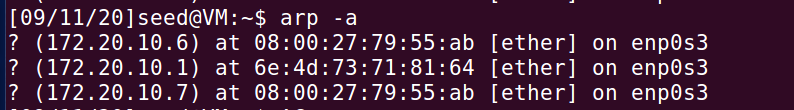 [09/11/20]seed@VM:~$ arp -a
? (172.20.10.6) at 08:00:27:79:55:ab [ether] on enp0s3
? (172.20.10.1) at 6e:4d:73:71:81:64 [ether] on enp0s3
? (172.20.10.7) at 08:00:27:79:55:ab [ether] on enp0s3